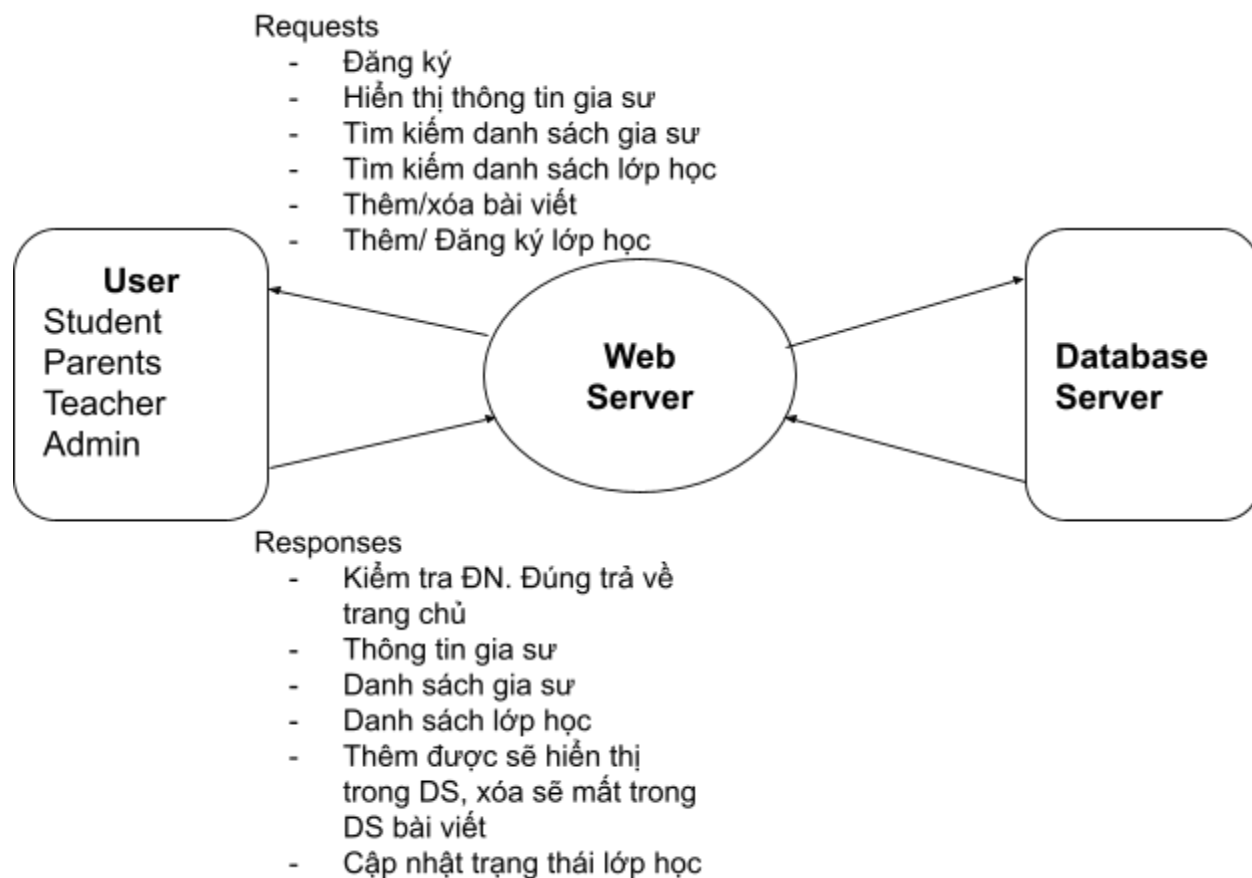 Requests
- Đăng ký
- Hiển thị thông tin gia sư
- Tìm kiếm danh sách gia sư
- Tìm kiếm danh sách lớp học
- Thêm/xóa bài viết
- Thêm/ Đăng ký lớp học
User
Student
Parents
Teacher
Admin
Web
Server
Database
Server
Responses
- Kiểm tra ĐN. Đúng trả về
trang chủ
- Thông tin gia sư
- Danh sách gia sư
- Danh sách lớp học
- Thêm được sẽ hiển thị
trong DS, xóa sẽ mất trong
DS bài viết
- Cập nhật trạng thái lớp học